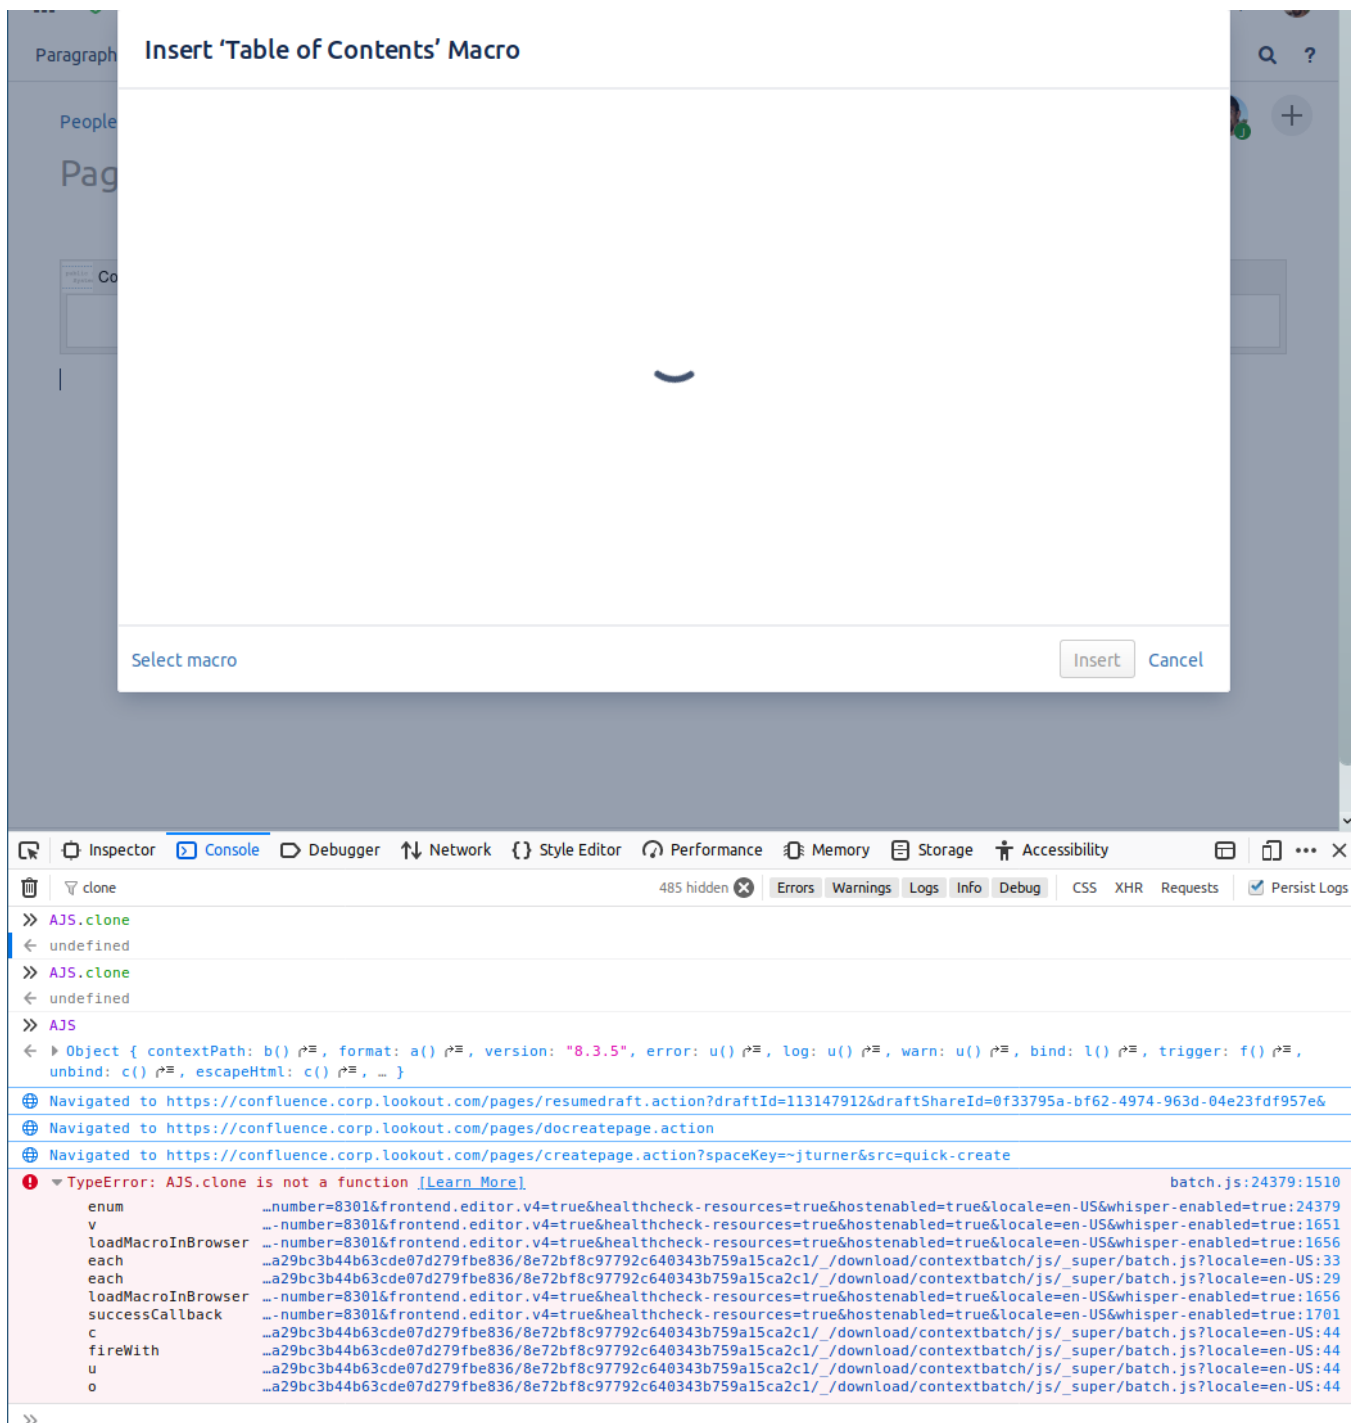 Insert ‘Table of Contents’ Macro
Paragraph
?
People
Pag
J
Co
Select macro
Insert
Cancel
Inspector Console Debugger Network {} Style Editor Performance Memory Storage Accessibility
clone 485 hidden Errors Warnings Logs Info Debug CSS XHR Requests Persist Logs
AJS.clone
undefined
AJS.clone
undefined
AJS
Object { contextPath: b() , format: a() , version: "8.3.5", error: u() , log: u() , warn: u() , bind: l() , trigger: f() ,
unbind: c() , escapeHtml: c() , … }
Navigated to https://confluence.corp.lookout.com/pages/resumedraft.action?draftId=113147912&draftShareId=0f33795a-bf62-4974-963d-04e23fdf957e&
Navigated to https://confluence.corp.lookout.com/pages/docreatepage.action
Navigated to https://confluence.corp.lookout.com/pages/createpage.action?spaceKey=~jturner&src=quick-create
TypeError: AJS.clone is not a function [Learn More] batch.js:24379:1510
enum …number=8301&frontend.editor.v4=true&healthcheck-resources=true&hostenabled=true&locale=en-US&whisper-enabled=true:24379
v …-number=8301&frontend.editor.v4=true&healthcheck-resources=true&hostenabled=true&locale=en-US&whisper-enabled=true:1651
loadMacroInBrowser …-number=8301&frontend.editor.v4=true&healthcheck-resources=true&hostenabled=true&locale=en-US&whisper-enabled=true:1656
each …a29bc3b44b63cde07d279fbe836/8e72bf8c97792c640343b759a15ca2c1/_/download/contextbatch/js/_super/batch.js?locale=en-US:33
each …a29bc3b44b63cde07d279fbe836/8e72bf8c97792c640343b759a15ca2c1/_/download/contextbatch/js/_super/batch.js?locale=en-US:29
loadMacroInBrowser …-number=8301&frontend.editor.v4=true&healthcheck-resources=true&hostenabled=true&locale=en-US&whisper-enabled=true:1656
successCallback …-number=8301&frontend.editor.v4=true&healthcheck-resources=true&hostenabled=true&locale=en-US&whisper-enabled=true:1701
c …a29bc3b44b63cde07d279fbe836/8e72bf8c97792c640343b759a15ca2c1/_/download/contextbatch/js/_super/batch.js?locale=en-US:44
fireWith …a29bc3b44b63cde07d279fbe836/8e72bf8c97792c640343b759a15ca2c1/_/download/contextbatch/js/_super/batch.js?locale=en-US:44
u …a29bc3b44b63cde07d279fbe836/8e72bf8c97792c640343b759a15ca2c1/_/download/contextbatch/js/_super/batch.js?locale=en-US:44
o …a29bc3b44b63cde07d279fbe836/8e72bf8c97792c640343b759a15ca2c1/_/download/contextbatch/js/_super/batch.js?locale=en-US:44